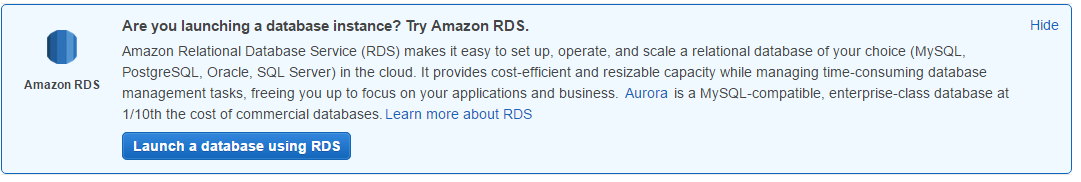 Are you launching a database instance? Try Amazon RDS.
Hide
Amazon RDS
Amazon Relational Database Service (RDS) makes it easy to set up, operate, and scale a relational database of your choice (MySQL,
PostgreSQL, Oracle, SQL Server) in the cloud. It provides cost-efficient and resizable capacity while managing time-consuming database
management tasks, freeing you up to focus on your applications and business. Aurora is a MySQL-compatible, enterprise-class database at
1/10th the cost of commercial databases. Learn more about RDS
Launch a database using RDS